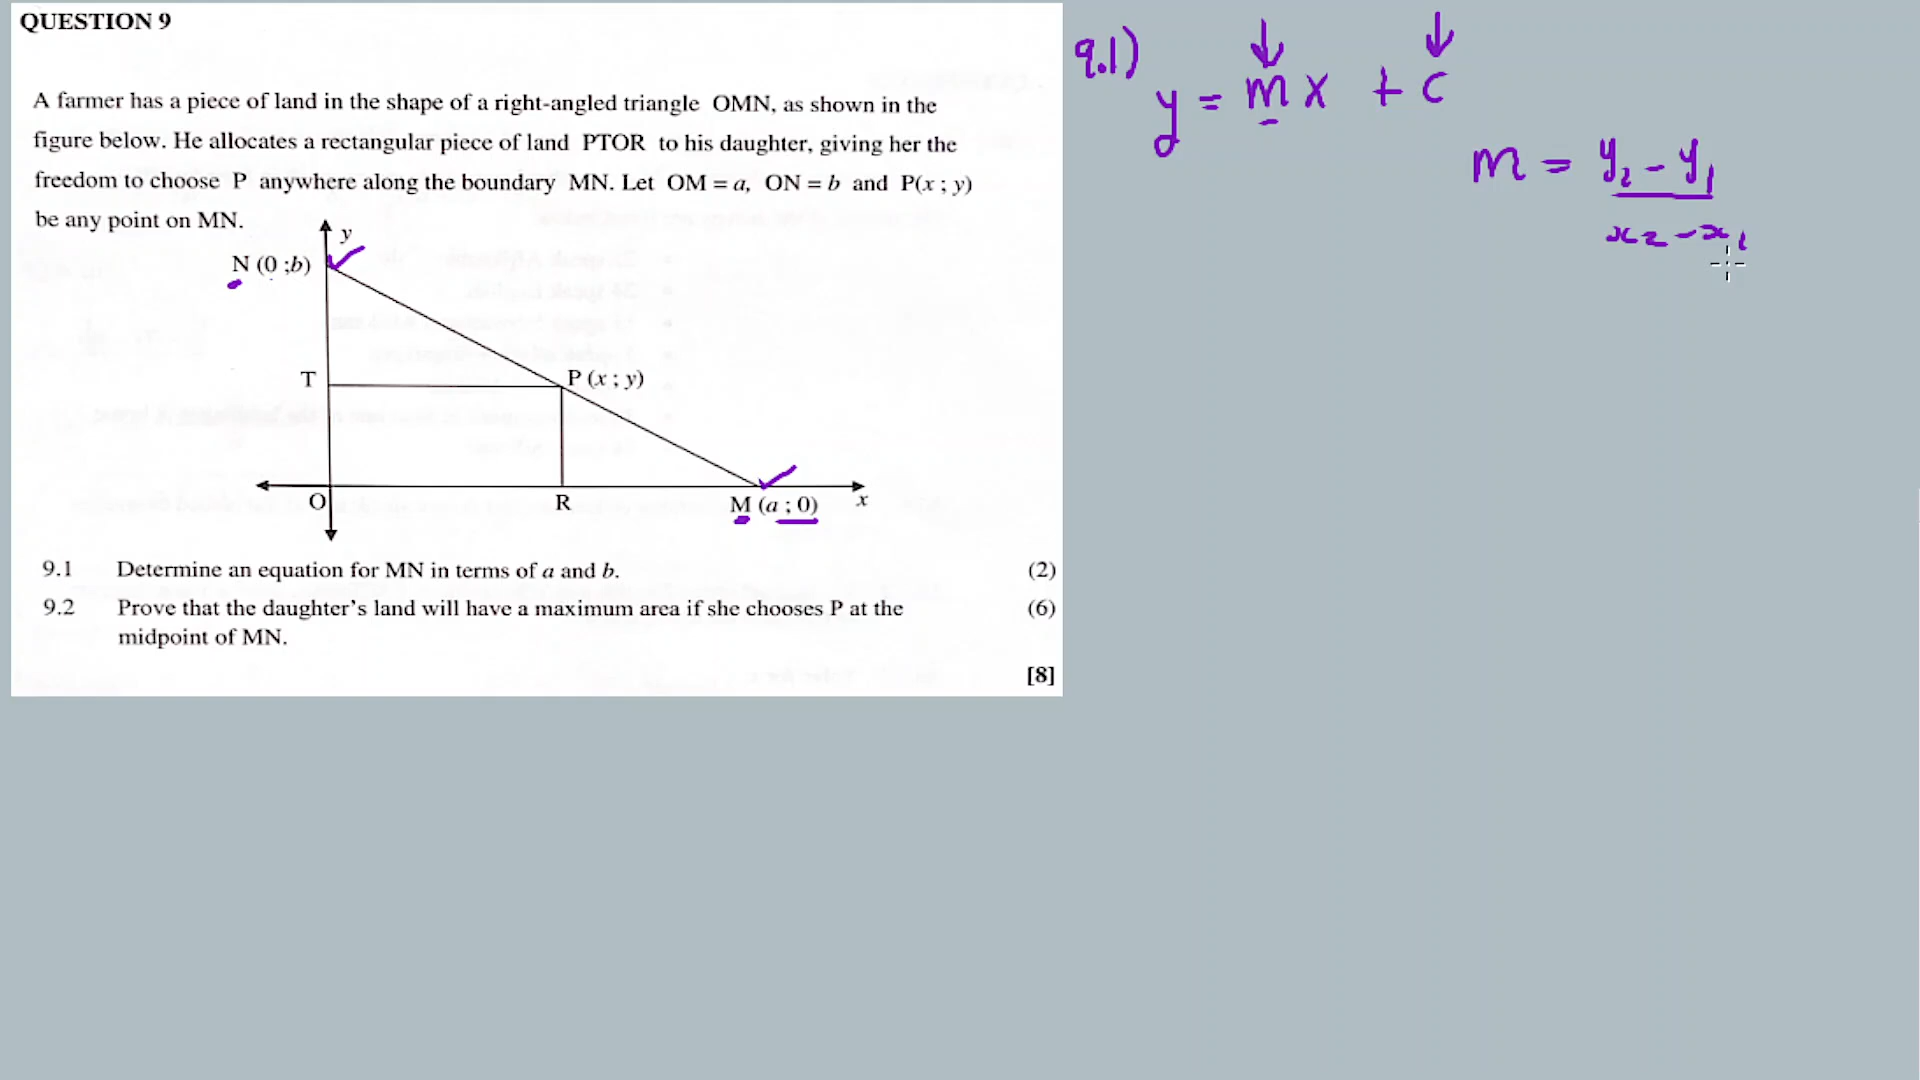 QUESTION 9
A farmer has a piece of land in the shape of a right-angled triangle OMN, as shown in the
figure below. He allocates a rectangular piece of land PTOR to his daughter, giving her the
freedom to choose P anywhere along the boundary MN. Let OM = a, ON = b and P(x ; y)
be any point on MN.
y
N (0 ;b)
T
P (x ; y)
O
R
M (a ; 0)
x
9.1 Determine an equation for MN in terms of a and b. (2)
9.2 Prove that the daughter's land will have a maximum area if she chooses P at the (6)
midpoint of MN.
[8]
9.1)
y = mx + c
m = y₂ - y₁
x₂ - x₁